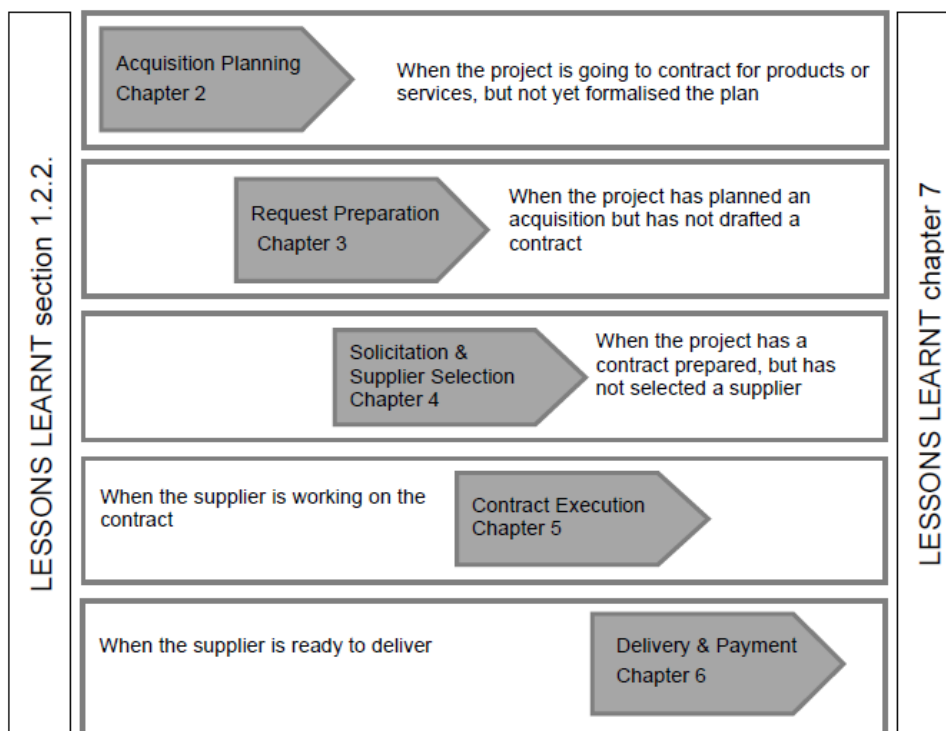 LESSONS LEARNT section 1.2.2.
Acquisition Planning
Chapter 2
When the project is going to contract for products or
services, but not yet formalised the plan
Request Preparation
Chapter 3
When the project has planned an
acquisition but has not drafted a
contract
Solicitation &
Supplier Selection
Chapter 4
When the project has a
contract prepared, but has
not selected a supplier
When the supplier is working on the
contract
Contract Execution
Chapter 5
When the supplier is ready to deliver
Delivery & Payment
Chapter 6
LESSONS LEARNT chapter 7